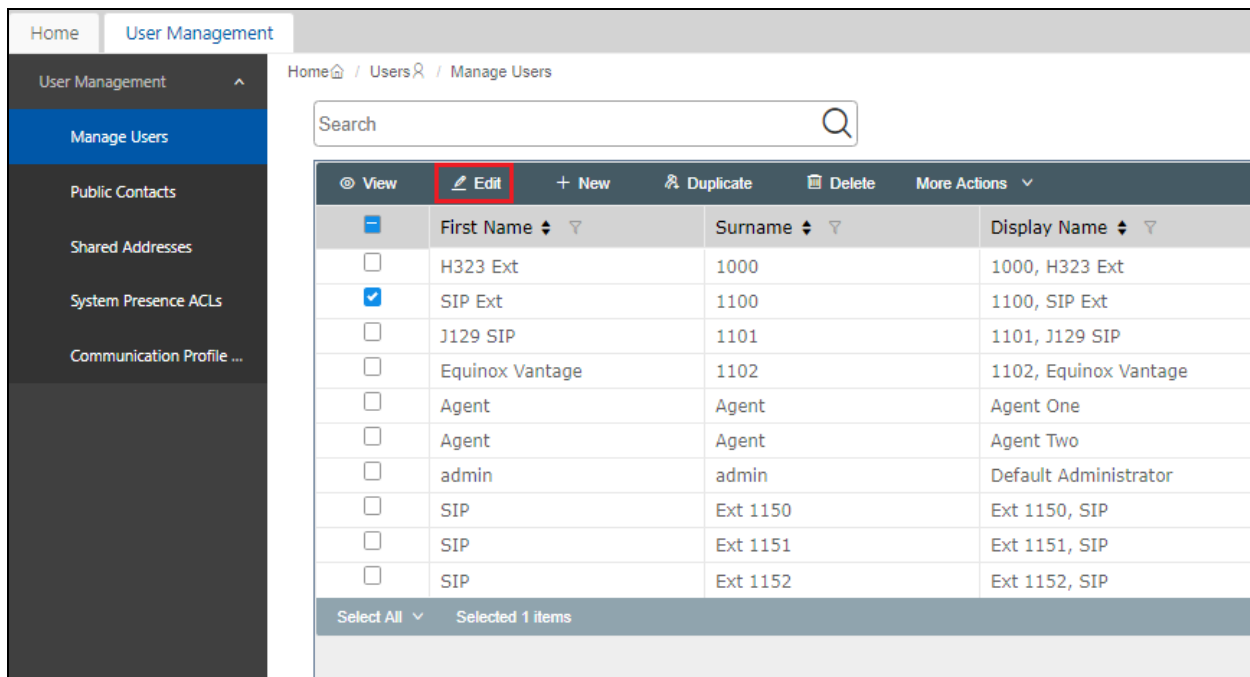 Home User Management
User Management
Manage Users
Public Contacts
Shared Addresses
System Presence ACLs
Communication Profile ...
Home / Users / Manage Users
Search
View Edit + New Duplicate Delete More Actions
First Name Surname Display Name
H323 Ext 1000 1000, H323 Ext
SIP Ext 1100 1100, SIP Ext
J129 SIP 1101 1101, J129 SIP
Equinox Vantage 1102 1102, Equinox Vantage
Agent Agent Agent One
Agent Agent Agent Two
admin admin Default Administrator
SIP Ext 1150 Ext 1150, SIP
SIP Ext 1151 Ext 1151, SIP
SIP Ext 1152 Ext 1152, SIP
Select All Selected 1 items